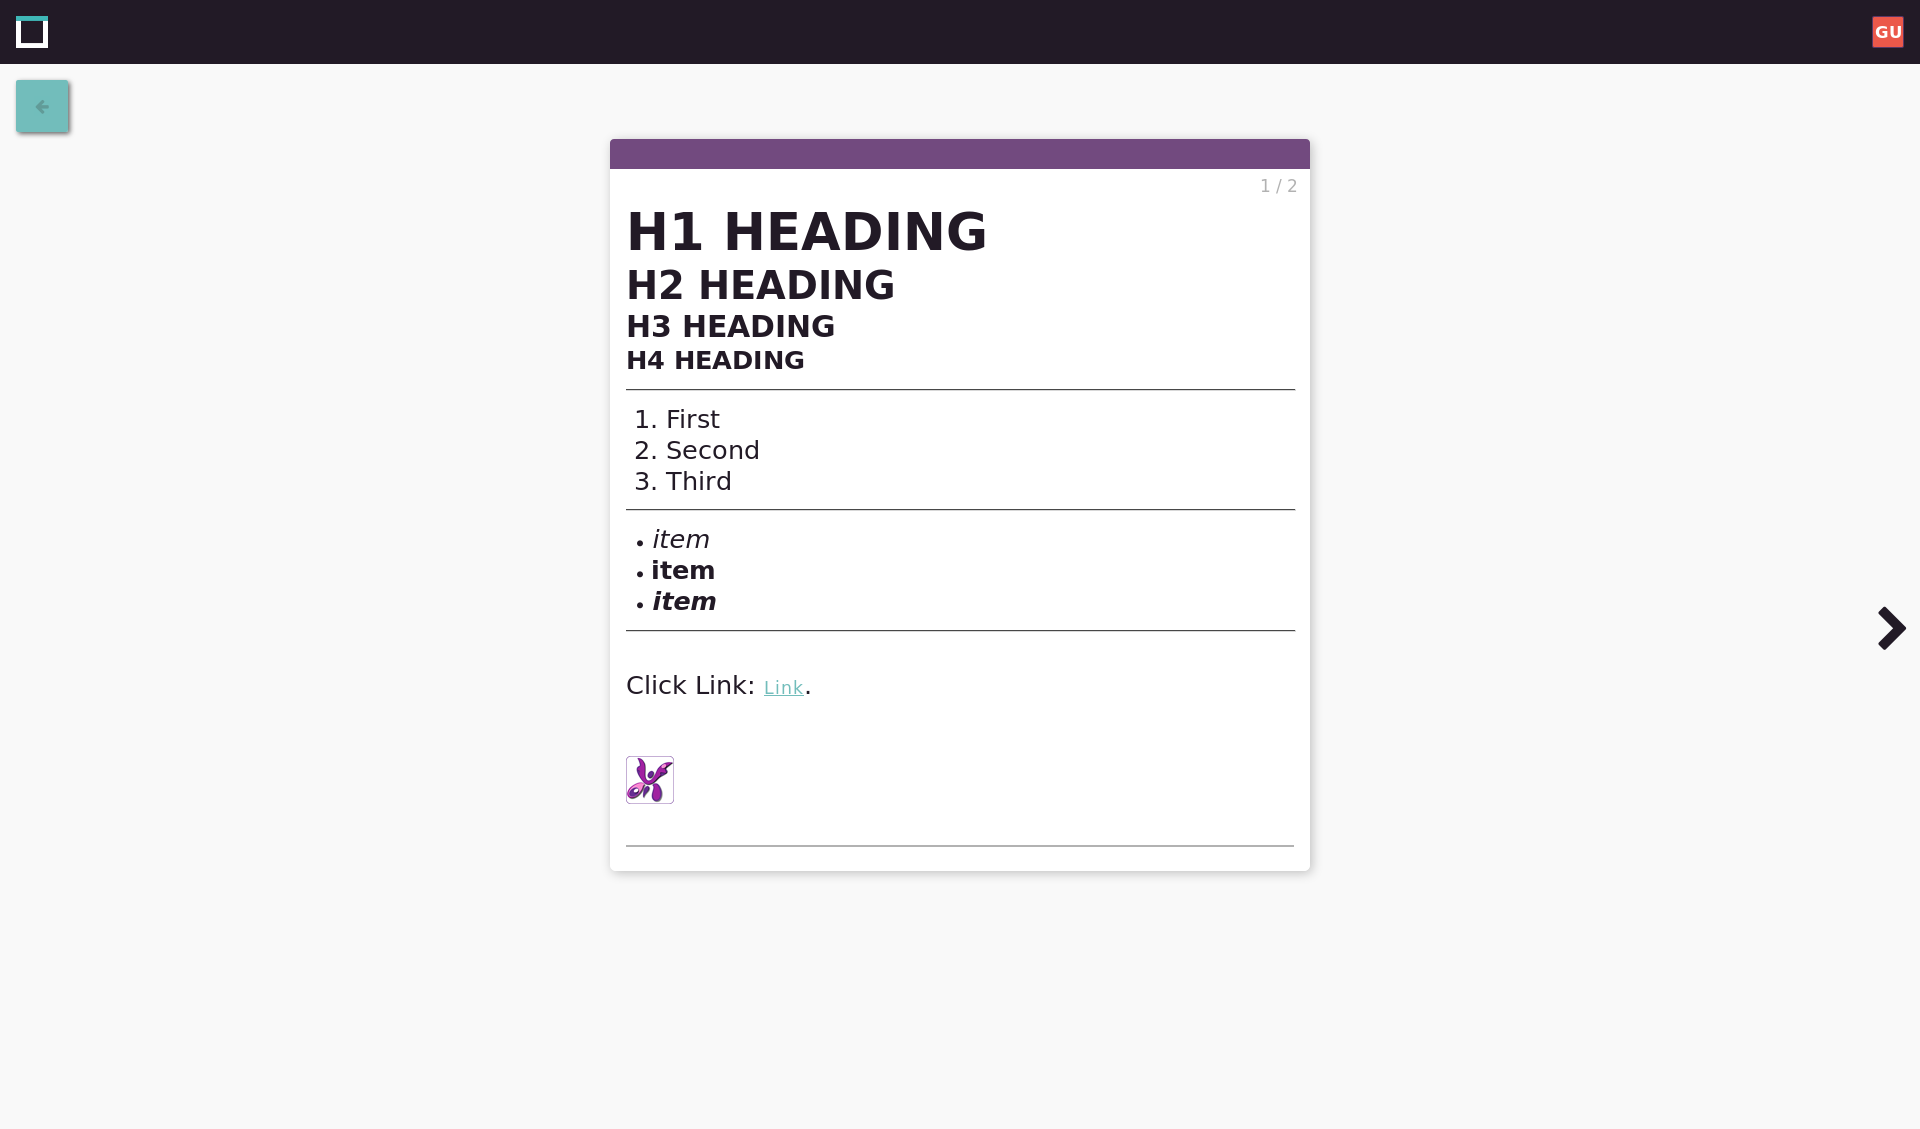 GU
1 / 2
H1 HEADING
H2 HEADING
H3 HEADING
H4 HEADING
1. First
2. Second
3. Third
• item
• item
• item
Click Link: Link.